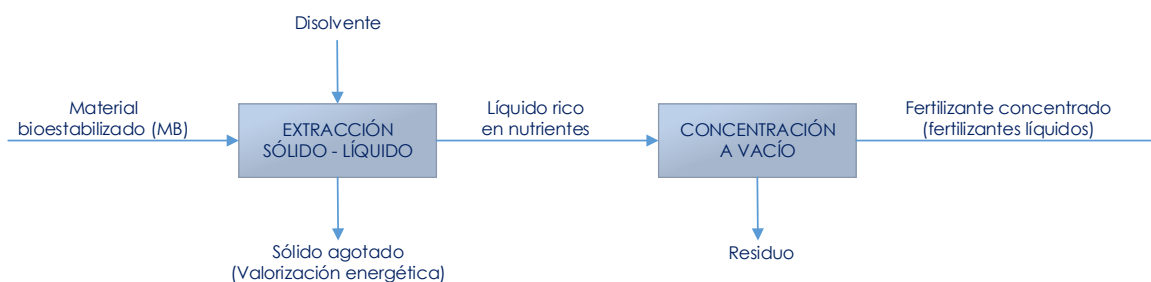 Disolvente
Material
bioestabilizado (MB)
EXTRACCIÓN
SÓLIDO - LÍQUIDO
Líquido rico
en nutrientes
CONCENTRACIÓN
A VACÍO
Fertilizante concentrado
(fertilizantes líquidos)
Sólido agotado
(Valorización energética)
Residuo